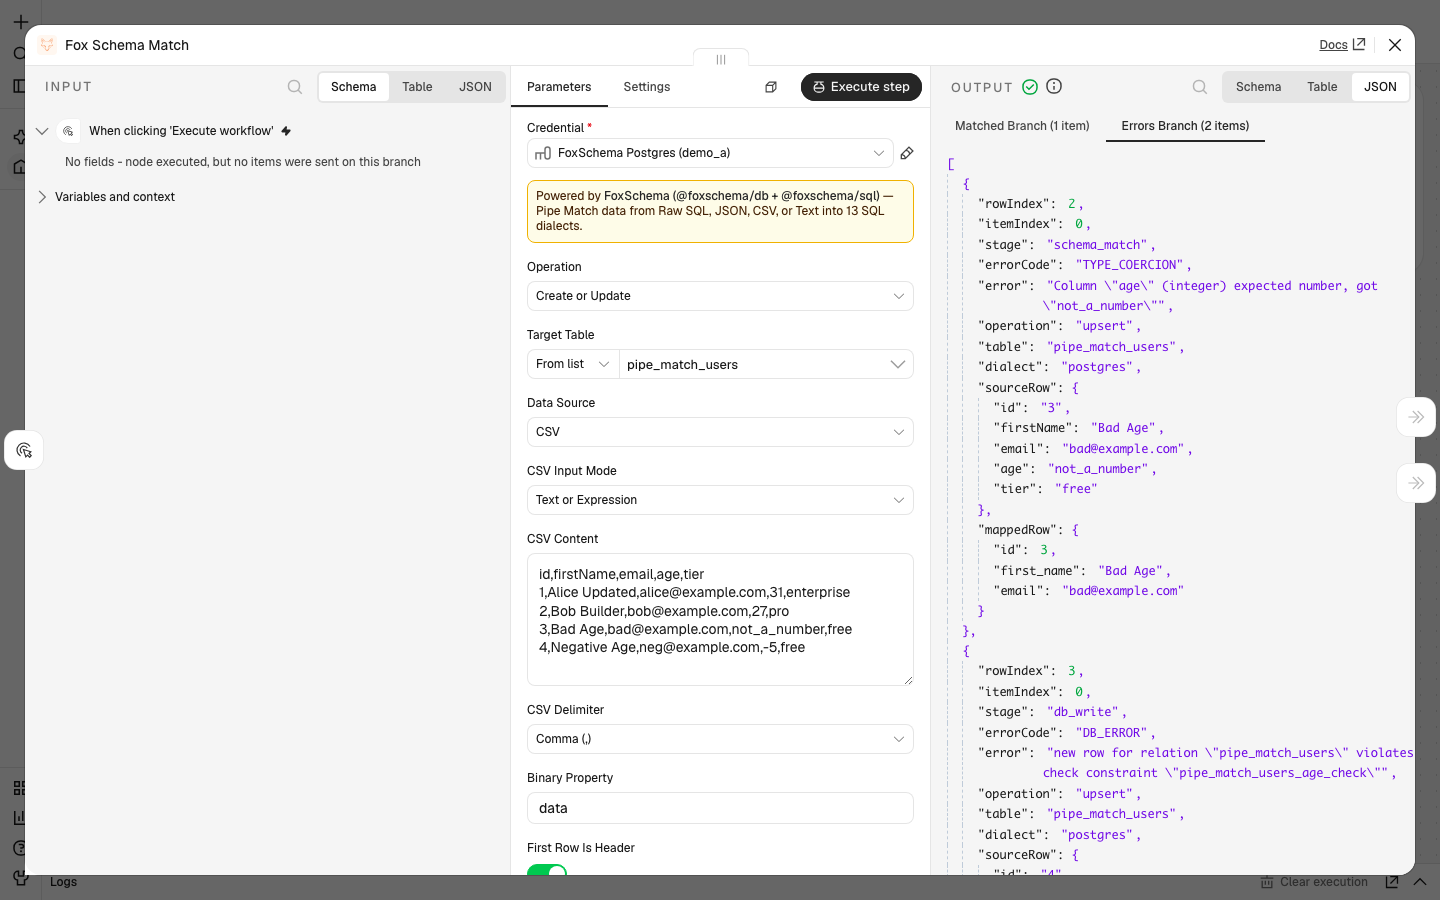 Fox Schema Match
Docs
INPUT
Schema
Table
JSON
When clicking 'Execute workflow'
No fields - node executed, but no items were sent on this branch
Variables and context
Parameters
Settings
Execute step
Credential *
FoxSchema Postgres (demo_a)
Powered by FoxSchema (@foxschema/db + @foxschema/sql) —
Pipe Match data from Raw SQL, JSON, CSV, or Text into 13 SQL
dialects.
Operation
Create or Update
Target Table
From list
pipe_match_users
Data Source
CSV
CSV Input Mode
Text or Expression
CSV Content
id,firstName,email,age,tier
1,Alice Updated,alice@example.com,31,enterprise
2,Bob Builder,bob@example.com,27,pro
3,Bad Age,bad@example.com,not_a_number,free
4,Negative Age,neg@example.com,-5,free
CSV Delimiter
Comma (,)
Binary Property
data
First Row Is Header
OUTPUT
Schema
Table
JSON
Matched Branch (1 item)
Errors Branch (2 items)
[
{
"rowIndex": 2,
"itemIndex": 0,
"stage": "schema_match",
"errorCode": "TYPE_COERCION",
"error": "Column \"age\" (integer) expected number, got
\"not_a_number\"",
"operation": "upsert",
"table": "pipe_match_users",
"dialect": "postgres",
"sourceRow": {
"id": "3",
"firstName": "Bad Age",
"email": "bad@example.com",
"age": "not_a_number",
"tier": "free"
},
"mappedRow": {
"id": 3,
"first_name": "Bad Age",
"email": "bad@example.com"
}
},
{
"rowIndex": 3,
"itemIndex": 0,
"stage": "db_write",
"errorCode": "DB_ERROR",
"error": "new row for relation \"pipe_match_users\" violates
check constraint \"pipe_match_users_age_check\"",
"operation": "upsert",
"table": "pipe_match_users",
"dialect": "postgres",
"sourceRow": {
"id": "4"
Logs
Clear execution